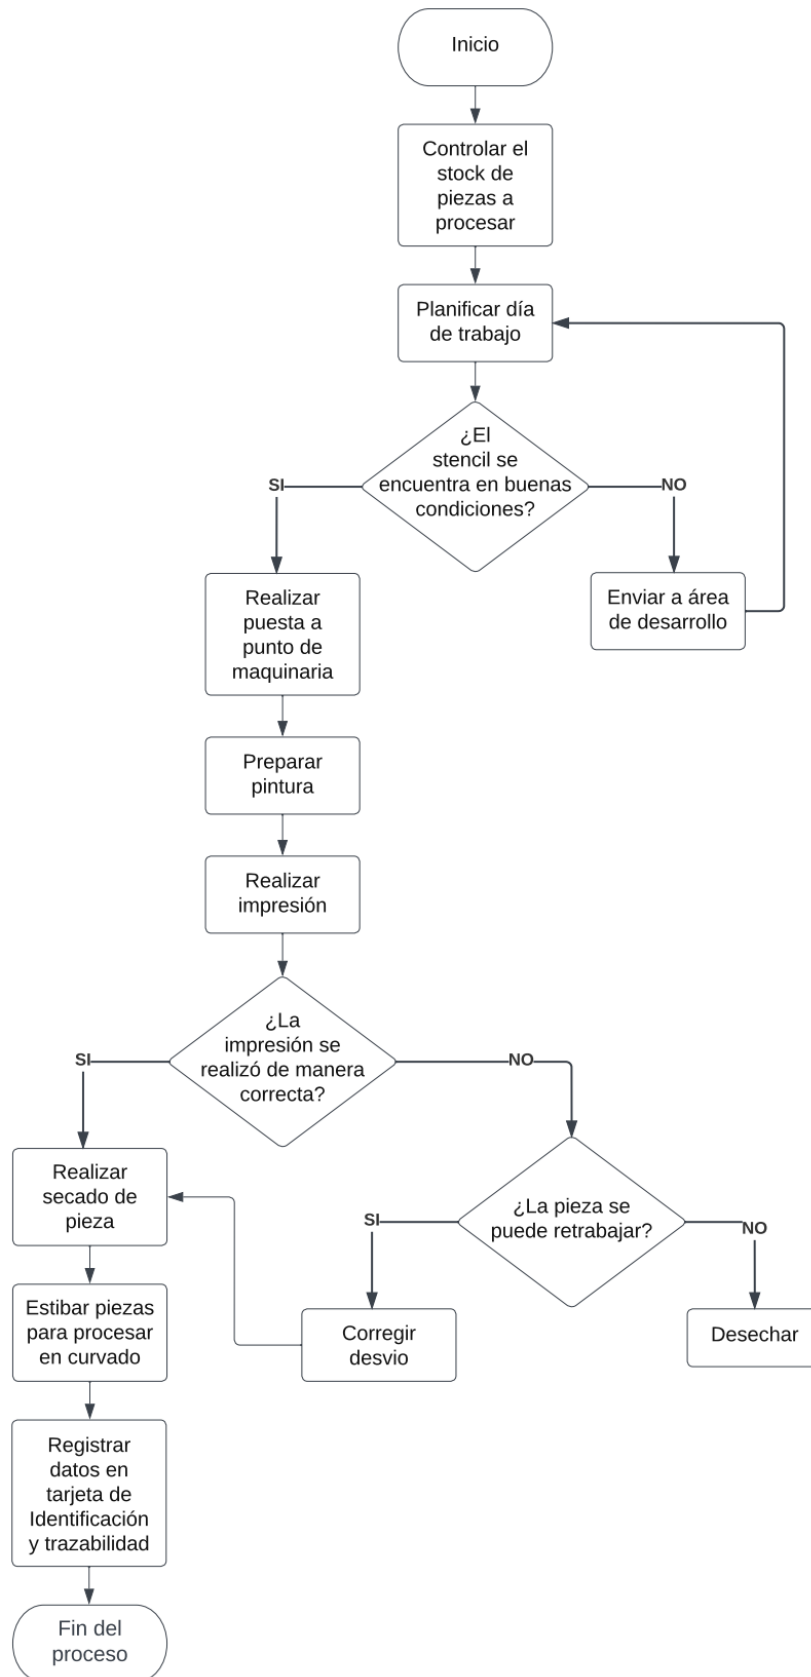 Inicio
Controlar el
stock de
piezas a
procesar
Planificar día
de trabajo
¿El
stencil se
encuentra en buenas
condiciones?
SI
NO
Realizar
puesta a
punto de
maquinaria
Enviar a área
de desarrollo
Preparar
pintura
Realizar
impresión
¿La
impresión se
realizó de manera
correcta?
SI
NO
Realizar
secado de
pieza
¿La pieza se
puede retrabajar?
SI
NO
Estibar piezas
para procesar
en curvado
Corregir
desvio
Desechar
Registrar
datos en
tarjeta de
Identificación
y trazabilidad
Fin del
proceso